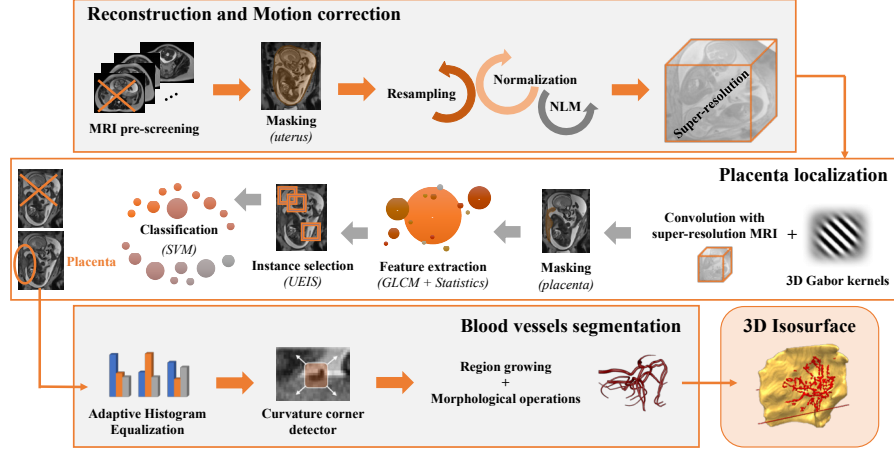 Reconstruction and Motion correction
MRI pre-screening
...
Masking
(uterus)
Resampling
Normalization
NLM
Super-resolution
Placenta localization
Convolution with
super-resolution MRI
+
3D Gabor kernels
Masking
(placenta)
Feature extraction
(GLCM + Statistics)
Instance selection
(UEIS)
Classification
(SVM)
Placenta
Blood vessels segmentation
Adaptive Histogram
Equalization
Curvature corner
detector
Region growing
+
Morphological operations
3D Isosurface